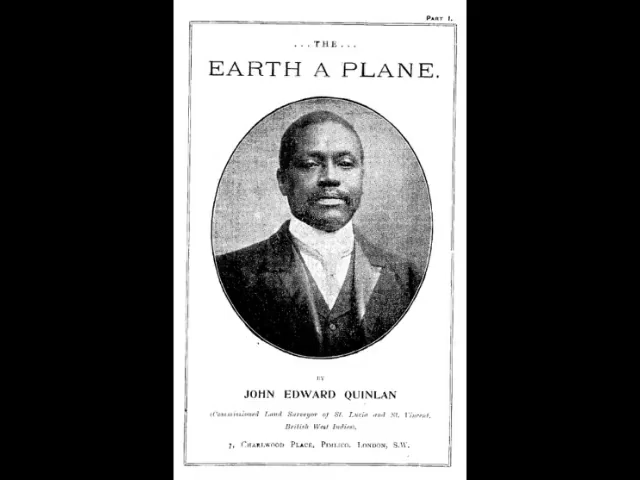 PART I.
...THE...
EARTH A PLANE.
BY
JOHN EDWARD QUINLAN
(Commissioned Land Surveyor of St. Lucia and St. Vincent,
British West Indies,
7, CHARLWOOD PLACE, PIMLICO, LONDON, S.W.